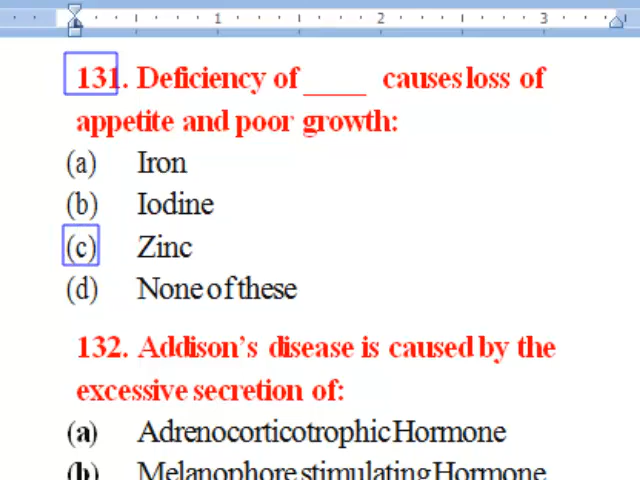 1 2 3
131. Deficiency of ____ causes loss of
appetite and poor growth:
(a) Iron
(b) Iodine
(c) Zinc
(d) None of these
132. Addison's disease is caused by the
excessive secretion of:
(a) Adrenocorticotrophic Hormone
(b) Melanophore stimulating Hormone